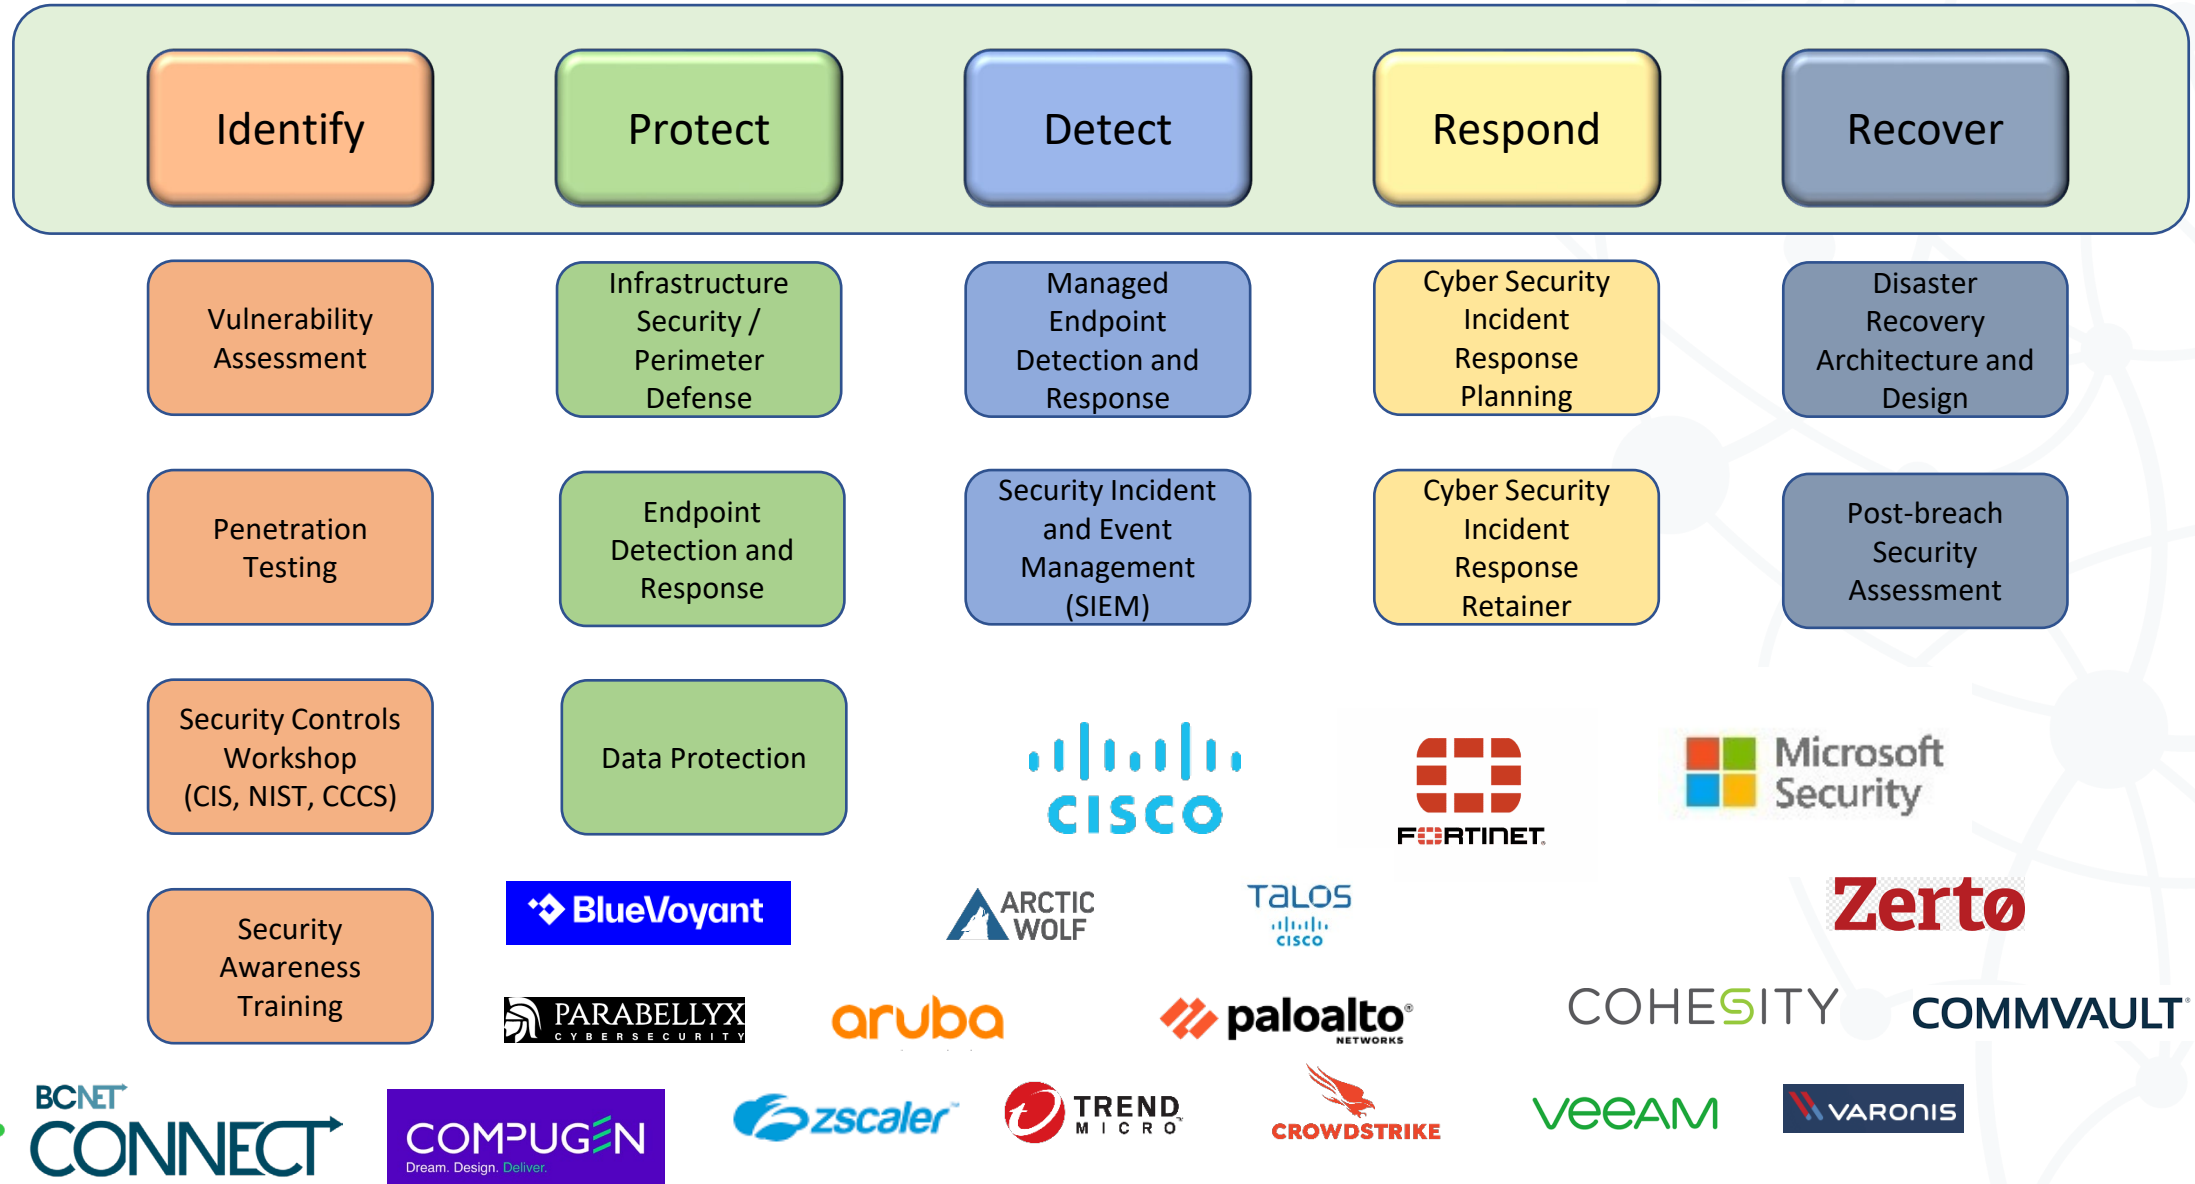 Identify
Protect
Detect
Respond
Recover
Vulnerability
Assessment
Infrastructure
Security /
Perimeter
Defense
Managed
Endpoint
Detection and
Response
Cyber Security
Incident
Response
Planning
Disaster
Recovery
Architecture and
Design
Penetration
Testing
Endpoint
Detection and
Response
Security Incident
and Event
Management
(SIEM)
Cyber Security
Incident
Response
Retainer
Post-breach
Security
Assessment
Security Controls
Workshop
(CIS, NIST, CCCS)
Data Protection
CISCO
FORTINET
Microsoft
Security
Security
Awareness
Training
BlueVoyant
ARCTIC
WOLF
TALOS
CISCO
Zerto
PARABELLYX
CYBERSECURITY
aruba
paloalto®
NETWORKS
COHESITY
COMMVAULT®
BCNET
CONNECT
COMPUGEN
Dream. Design. Deliver.
zscaler™
TREND
MICRO™
CROWDSTRIKE
veeAM
VARONIS